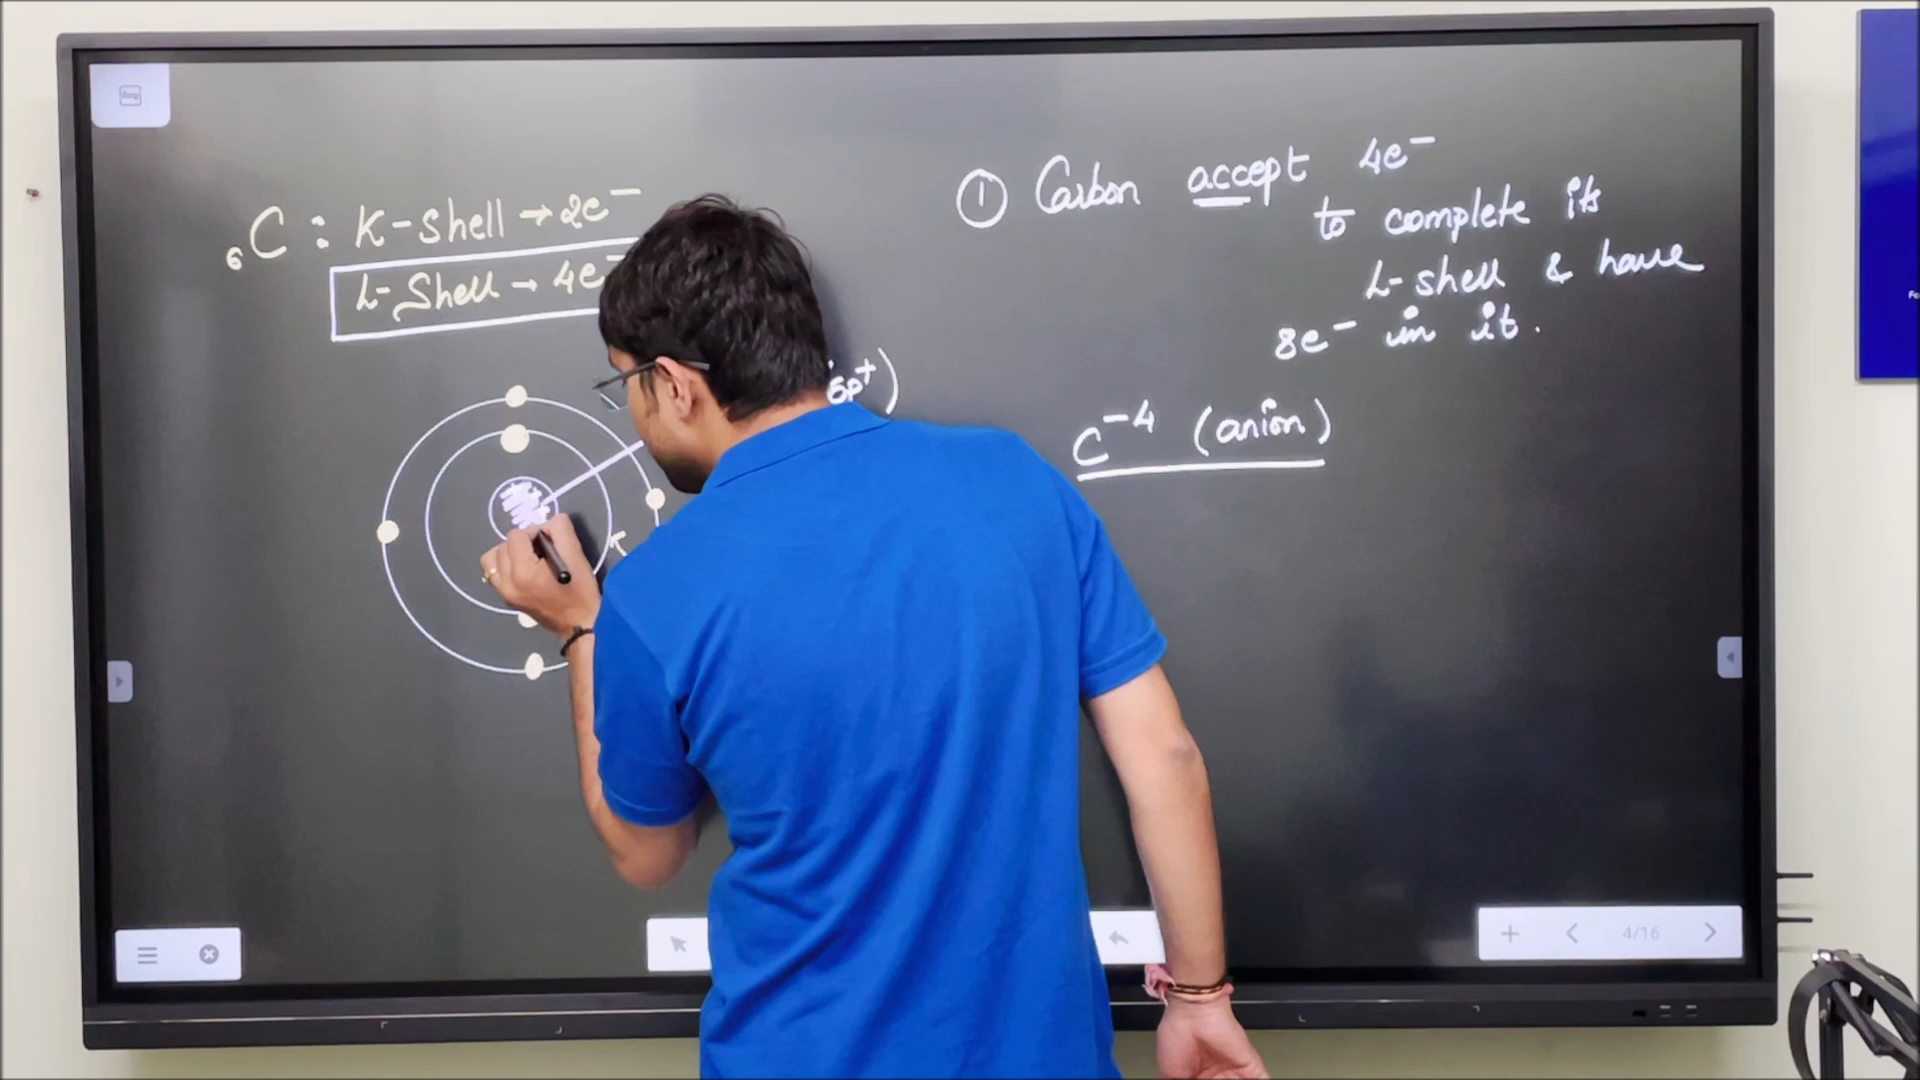 ₆C : K-Shell → 2e⁻
L-Shell → 4e⁻
6p⁺)
① Carbon accept 4e⁻
to complete its
L-shell & have
8e⁻ in it.
C⁻⁴ (anion)
4/16